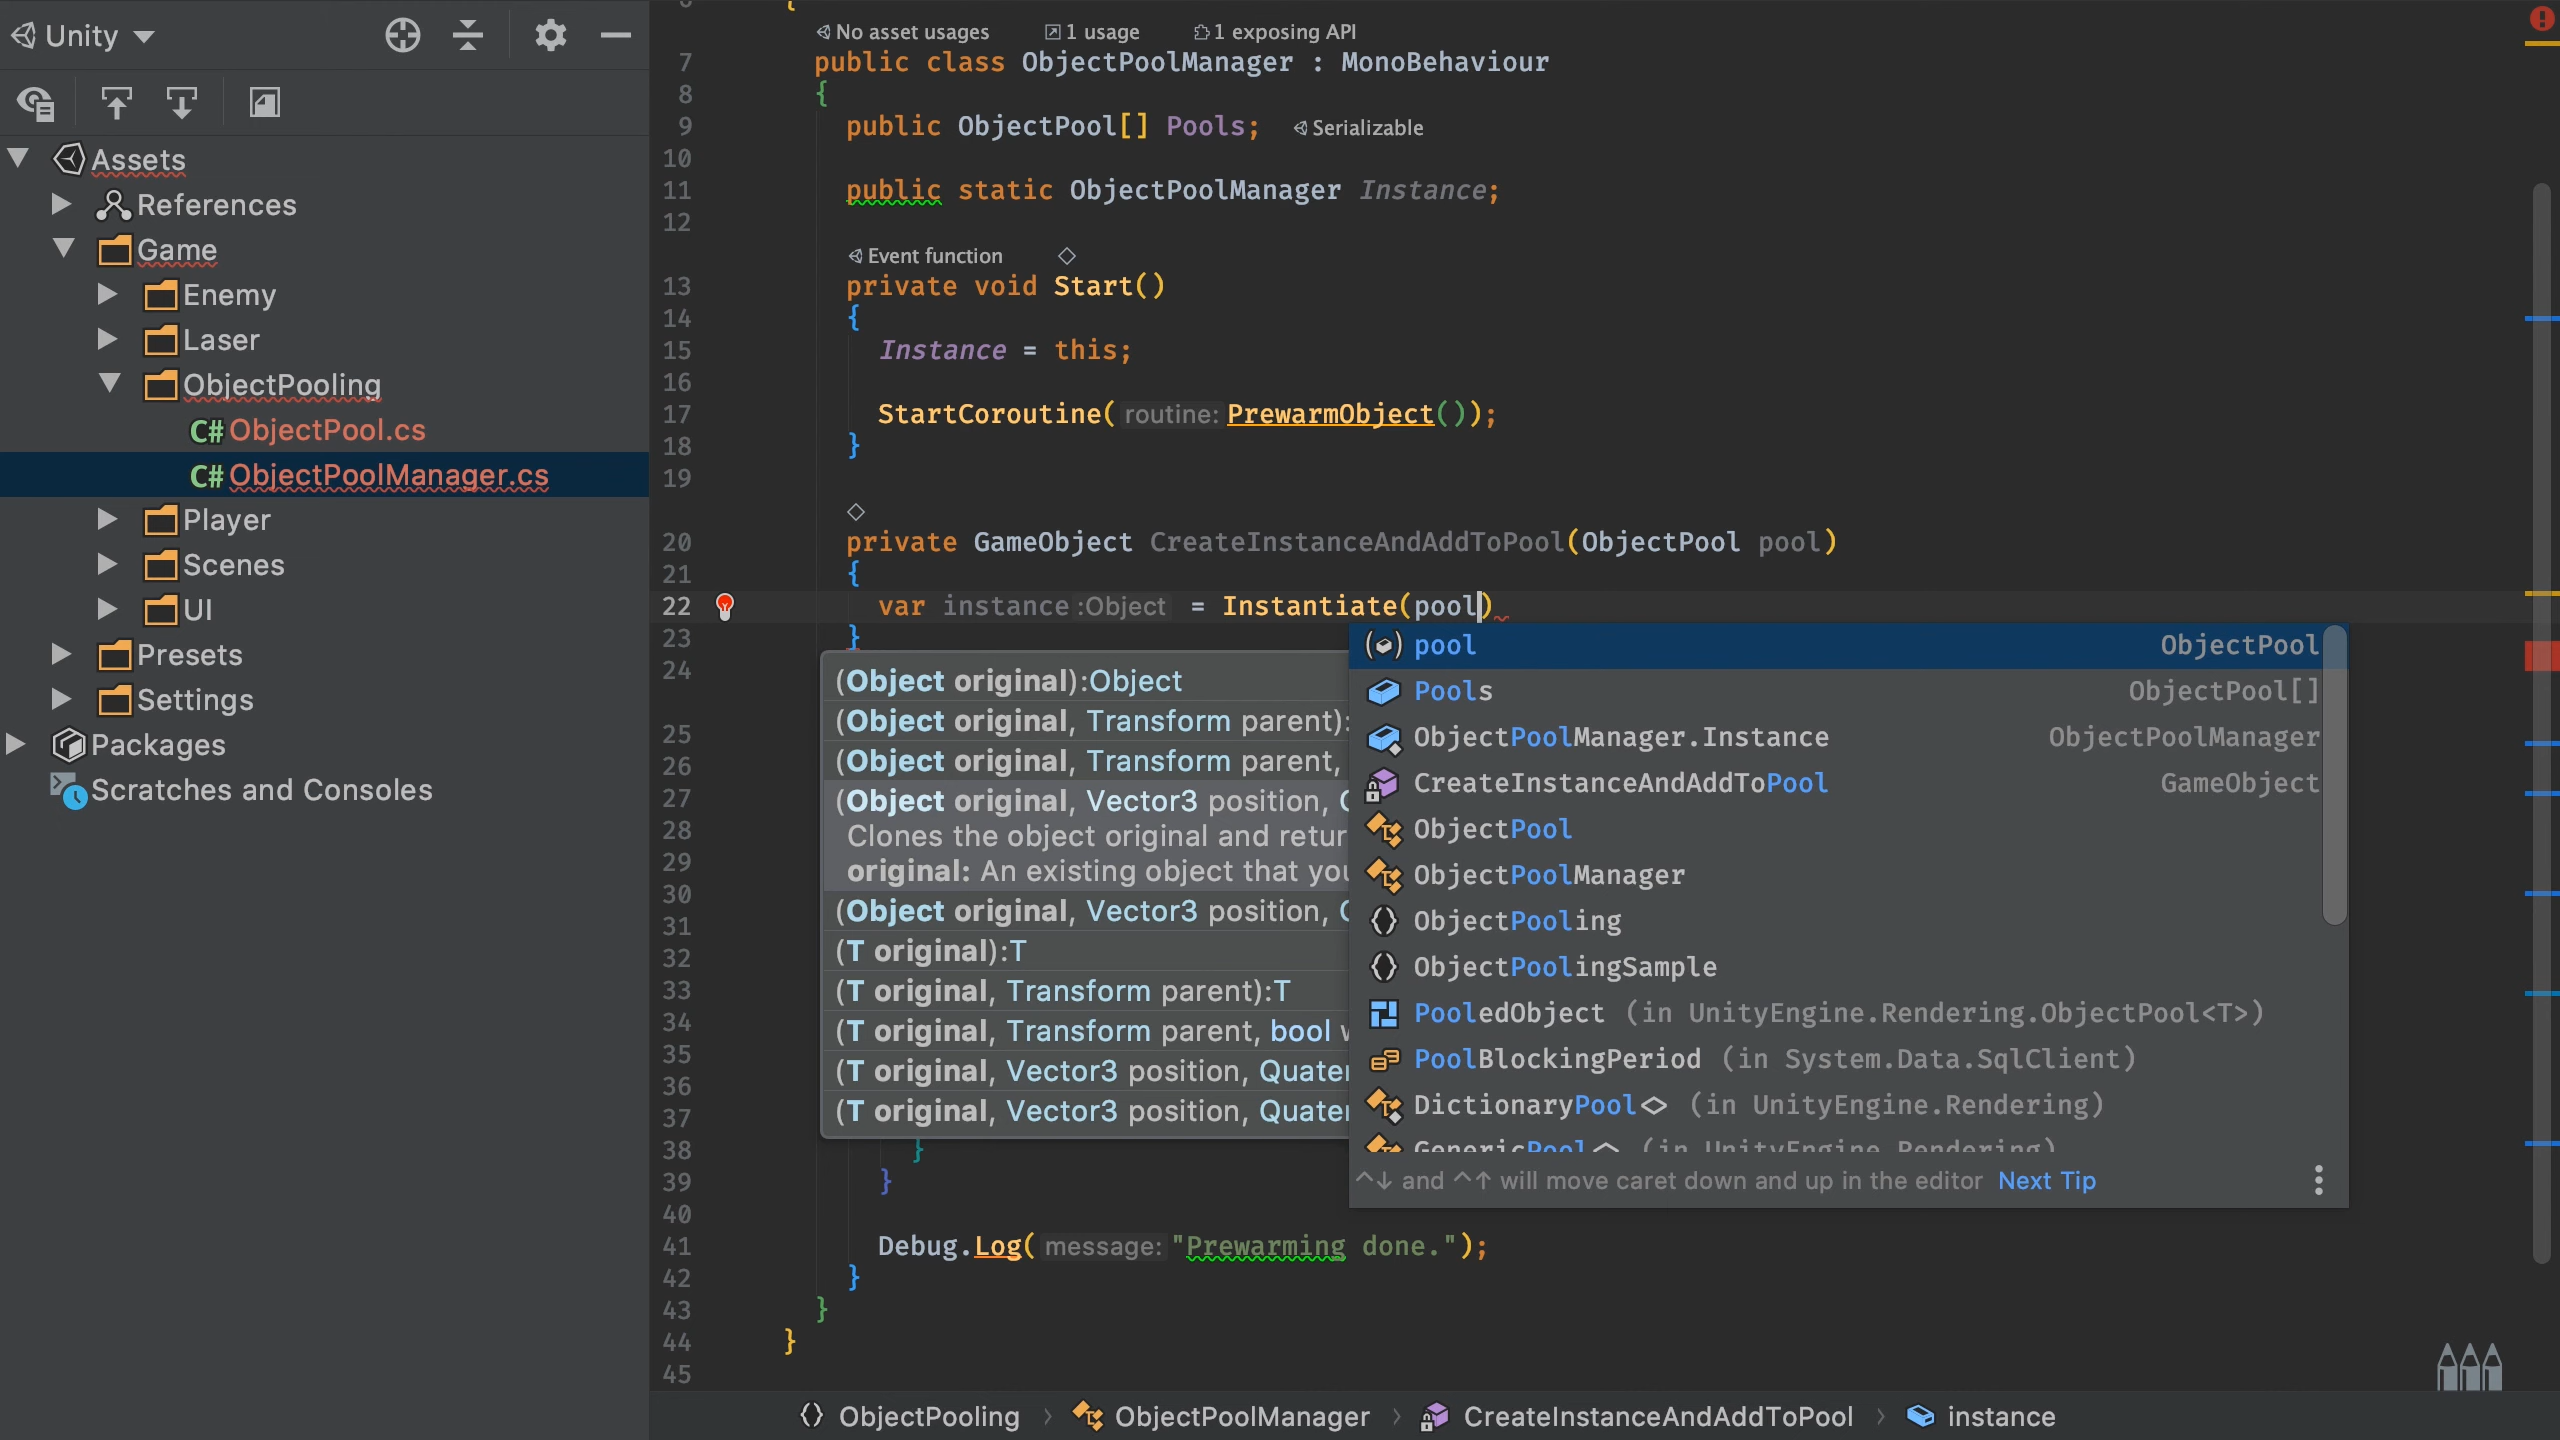 Unity
Assets
References
Game
Enemy
Laser
ObjectPooling
C# ObjectPool.cs
C# ObjectPoolManager.cs
Player
Scenes
UI
Presets
Settings
Packages
Scratches and Consoles
{
No asset usages 1 usage 1 exposing API
7 public class ObjectPoolManager : MonoBehaviour
8 {
9 public ObjectPool[] Pools; Serializable
10
11 public static ObjectPoolManager Instance;
12
Event function
13 private void Start()
14 {
15 Instance = this;
16
17 StartCoroutine( routine: PrewarmObject());
18 }
19
20 private GameObject CreateInstanceAndAddToPool(ObjectPool pool)
21 {
22 var instance :Object = Instantiate(pool)
23 }
24
25
26
27
28
29
30
31
32
33
34
35
36
37
38 }
39 }
40
41 Debug.Log( message: "Prewarming done.");
42 }
43 }
44 }
45
(Object original):Object
(Object original, Transform parent):
(Object original, Transform parent,
(Object original, Vector3 position,
Clones the object original and retur
original: An existing object that you
(Object original, Vector3 position,
(T original):T
(T original, Transform parent):T
(T original, Transform parent, bool
(T original, Vector3 position, Quater
(T original, Vector3 position, Quater
pool ObjectPool
Pools ObjectPool[]
ObjectPoolManager.Instance ObjectPoolManager
CreateInstanceAndAddToPool GameObject
ObjectPool
ObjectPoolManager
ObjectPooling
ObjectPoolingSample
PooledObject (in UnityEngine.Rendering.ObjectPool<T>)
PoolBlockingPeriod (in System.Data.SqlClient)
DictionaryPool<> (in UnityEngine.Rendering)
GenericPool<> (in UnityEngine.Rendering)
^↓ and ^↑ will move caret down and up in the editor Next Tip
ObjectPooling › ObjectPoolManager › CreateInstanceAndAddToPool › instance